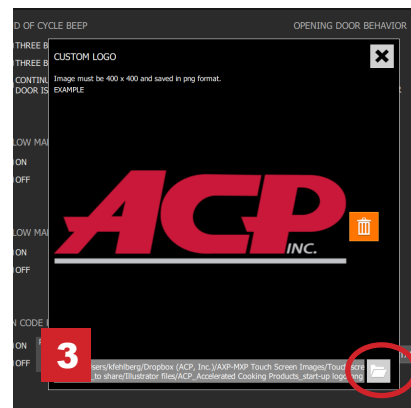 D OF CYCLE BEEP
OPENING DOOR BEHAVIOR
THREE B
THREE B
CONTINU
DOOR IS
CUSTOM LOGO
Image must be 400 x 400 and saved in png format.
EXAMPLE
LOW MA
ON
OFF
ACP
INC.
LOW MA
ON
OFF
N CODE
ON
OFF
3
sers/kfehlberg/Dropbox (ACP, Inc.)/AXP-MXP Touch Screen Images/Touch scre
to share/Illustrator files/ACP_Accelerated Cooking Products_start-up logo.png